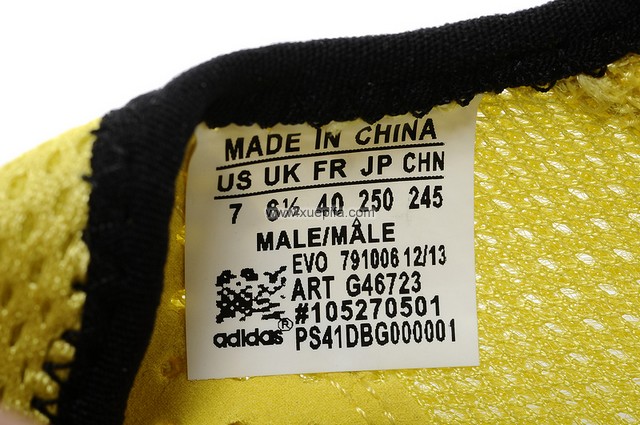 MADE IN CHINA
US UK FR JP CHN
7 6½ 40 250 245
www.xuepifa.com
MALE/MÂLE
EVO 791006 12/13
ART G46723
#105270501
adidas® PS41DBG000001